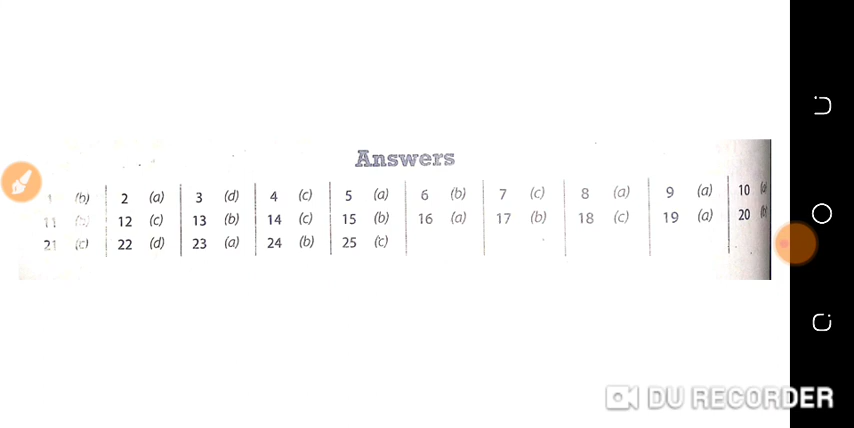 Answers
1 (b) 2 (a) 3 (d) 4 (c) 5 (a) 6 (b) 7 (c) 8 (a) 9 (a) 10
11 12 (c) 13 (b) 14 (c) 15 (b) 16 (a) 17 (b) 18 (c) 19 (a) 20 (b)
21 (c) 22 (d) 23 (a) 24 (b) 25 (c)
DU RECORDER